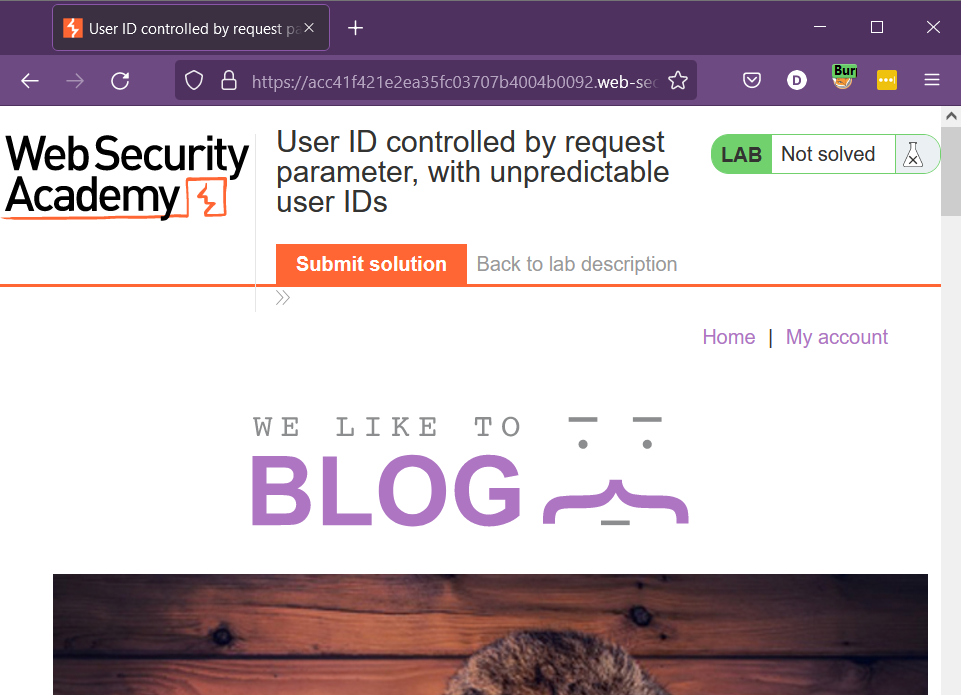 User ID controlled by request pa
Bur
https://acc41f421e2ea35fc03707b4004b0092.web-sec
D
Web Security
Academy
User ID controlled by request
parameter, with unpredictable
user IDs
LAB Not solved
Submit solution Back to lab description
Home | My account
WE LIKE TO
BLOG